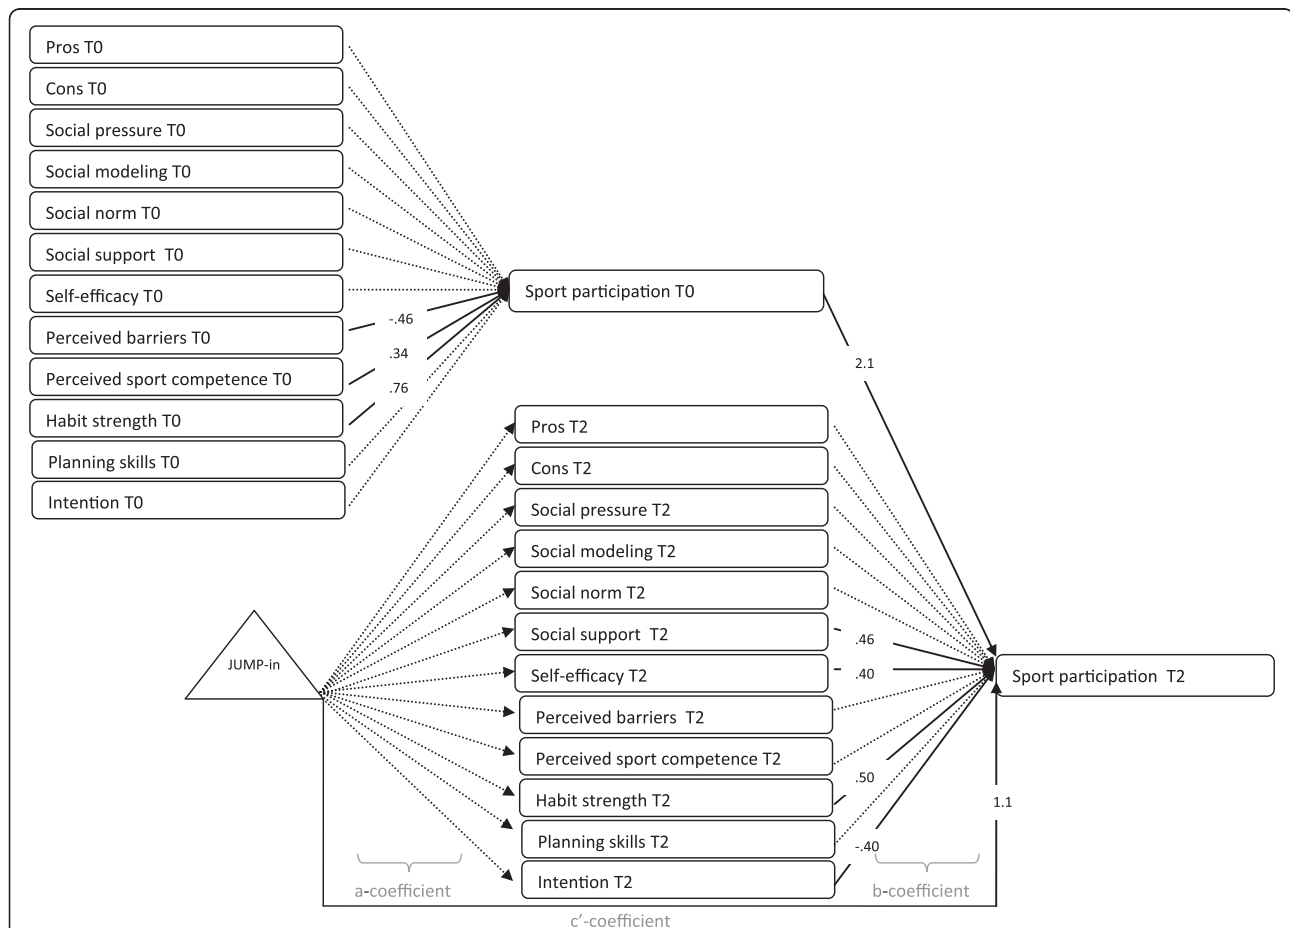 Pros T0
Cons T0
Social pressure T0
Social modeling T0
Social norm T0
Social support T0
Self-efficacy T0
Perceived barriers T0
Perceived sport competence T0
Habit strength T0
Planning skills T0
Intention T0
-.46
.34
.76
Sport participation T0
2.1
JUMP-in
Pros T2
Cons T2
Social pressure T2
Social modeling T2
Social norm T2
Social support T2
Self-efficacy T2
Perceived barriers T2
Perceived sport competence T2
Habit strength T2
Planning skills T2
Intention T2
.46
.40
.50
-.40
Sport participation T2
1.1
a-coefficient
b-coefficient
c’-coefficient